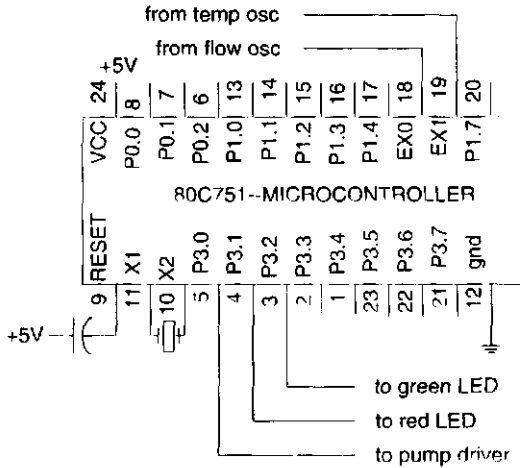 from temp osc
from flow osc
+5V
24 8 7 6 13 14 15 16 17 18 19 20
VCC P0.0 P0.1 P0.2 P1.0 P1.1 P1.2 P1.3 P1.4 EX0 EX1 P1.7
80C751--MICROCONTROLLER
RESET X1 X2 P3.0 P3.1 P3.2 P3.3 P3.4 P3.5 P3.6 P3.7 gnd
9 11 10 5 4 3 2 1 23 22 21 12
+5V
to green LED
to red LED
to pump driver